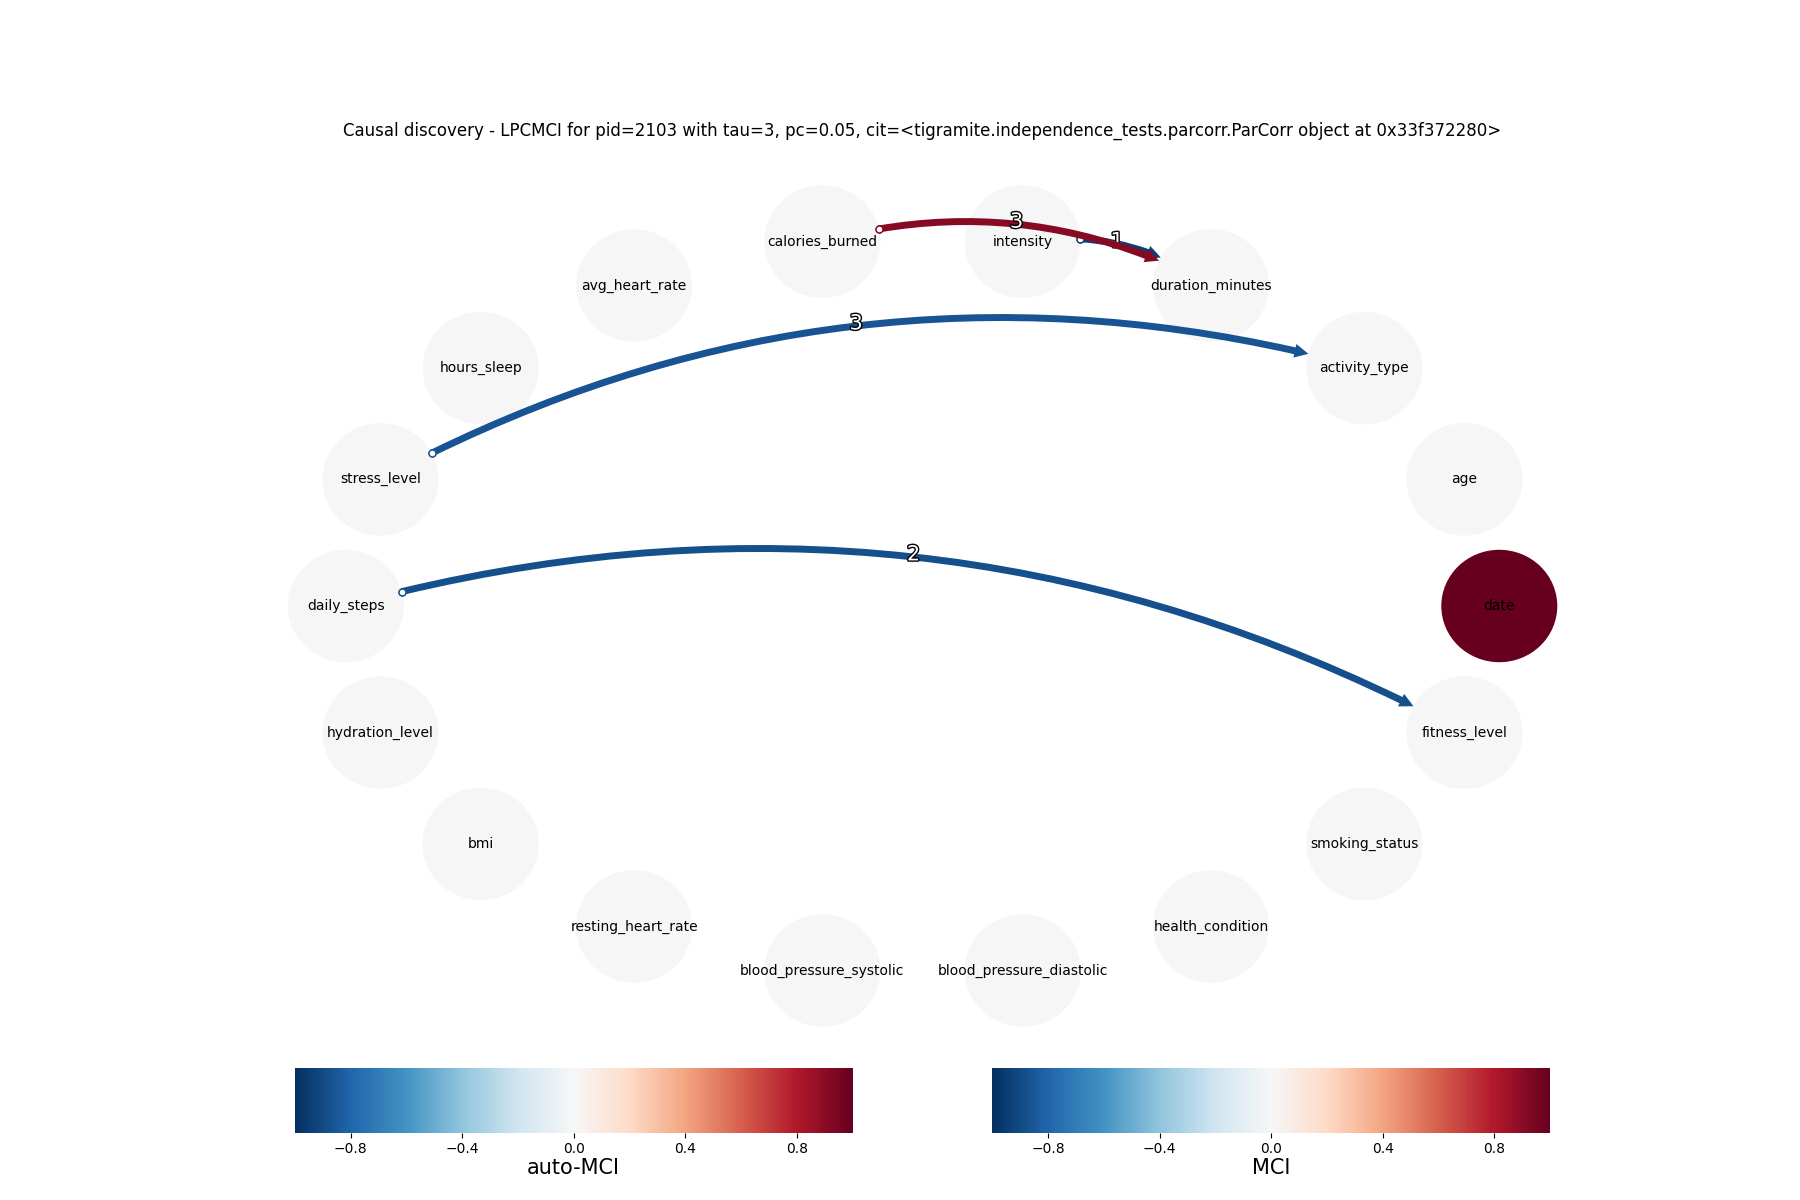 Causal discovery - LPCMCI for pid=2103 with tau=3, pc=0.05, cit=<tigramite.independence_tests.parcorr.ParCorr object at 0x33f372280>
3
calories_burned
intensity
1
avg_heart_rate
duration_minutes
3
hours_sleep
activity_type
stress_level
age
2
daily_steps
date
hydration_level
fitness_level
bmi
smoking_status
resting_heart_rate
health_condition
blood_pressure_systolic
blood_pressure_diastolic
−0.8 −0.4 0.0 0.4 0.8
auto-MCI
−0.8 −0.4 0.0 0.4 0.8
MCI